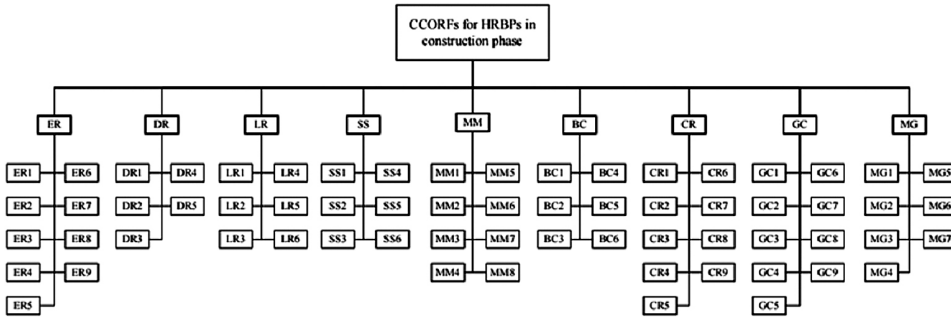 CCORFs for HRBPs in
construction phase
ER DR LR SS MM BC CR GC MG
ER1 ER6 DR1 DR4 LR1 LR4 SS1 SS4 MM1 MM5 BC1 BC4 CR1 CR6 GC1 GC6 MG1 MG5
ER2 ER7 DR2 DR5 LR2 LR5 SS2 SS5 MM2 MM6 BC2 BC5 CR2 CR7 GC2 GC7 MG2 MG6
ER3 ER8 DR3 LR3 LR6 SS3 SS6 MM3 MM7 BC3 BC6 CR3 CR8 GC3 GC8 MG3 MG7
ER4 ER9 MM4 MM8 CR4 CR9 GC4 GC9 MG4
ER5 CR5 GC5